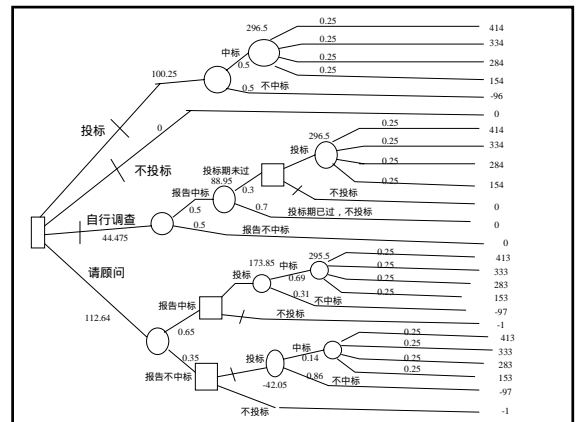 296.5 0.25 414
0.25 334
中标 0.25 284
0.5 0.25 154
100.25
0.5 不中标 -96
投标
0 0
不投标
296.5 0.25 414
投标 0.25 334
投标期未过 0.25 284
88.95 0.25 154
0.3
报告中标 不投标 0
0.5 0.7 投标期已过，不投标 0
自行调查
44.475
0.5 报告不中标 0
请顾问
295.5 0.25 413
173.85 中标 0.25 333
投标 0.69 0.25 283
0.25 153
报告中标 0.31 不中标 -97
不投标 -1
112.64
0.65
0.25 413
中标 0.25 333
0.35 投标 0.14 0.25 283
0.25 153
报告不中标 0.86 不中标 -97
-42.05
不投标 -1